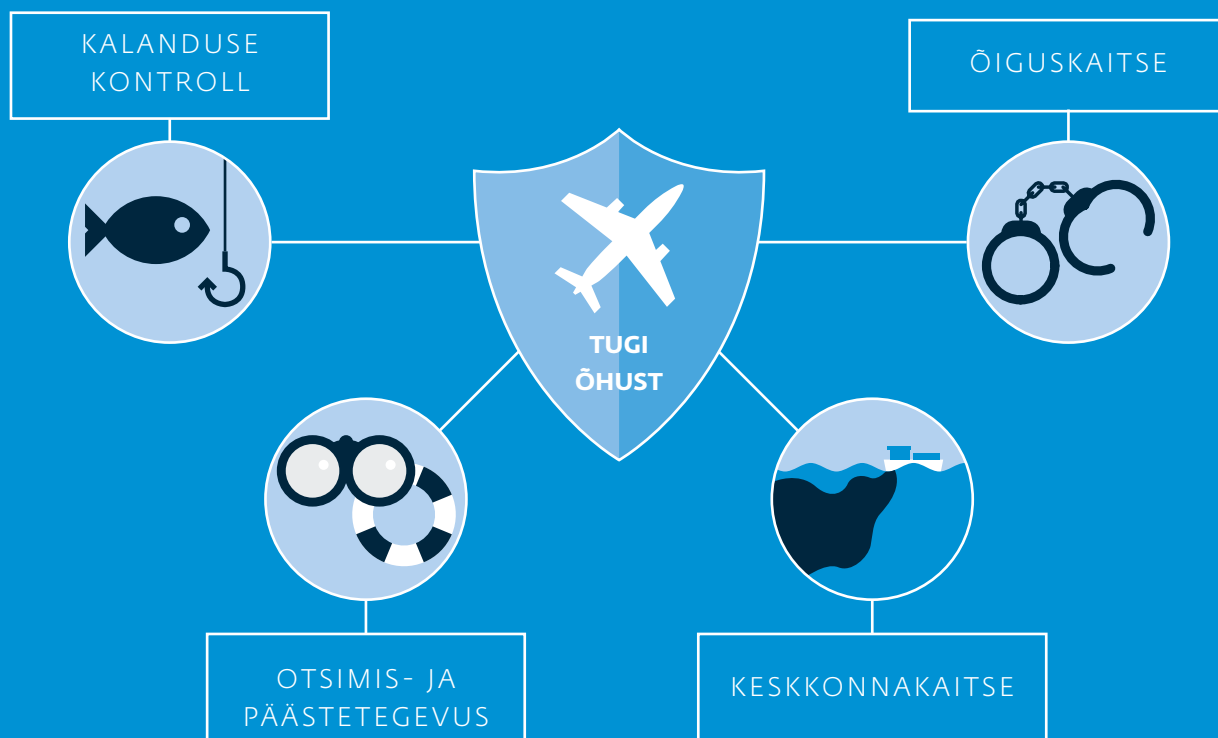 KALANDUSE
KONTROLL
ÕIGUSKAITSE
TUGI
ÕHUST
OTSIMIS- JA
PÄÄSTETEGEVUS
KESKKONNAKAITSE